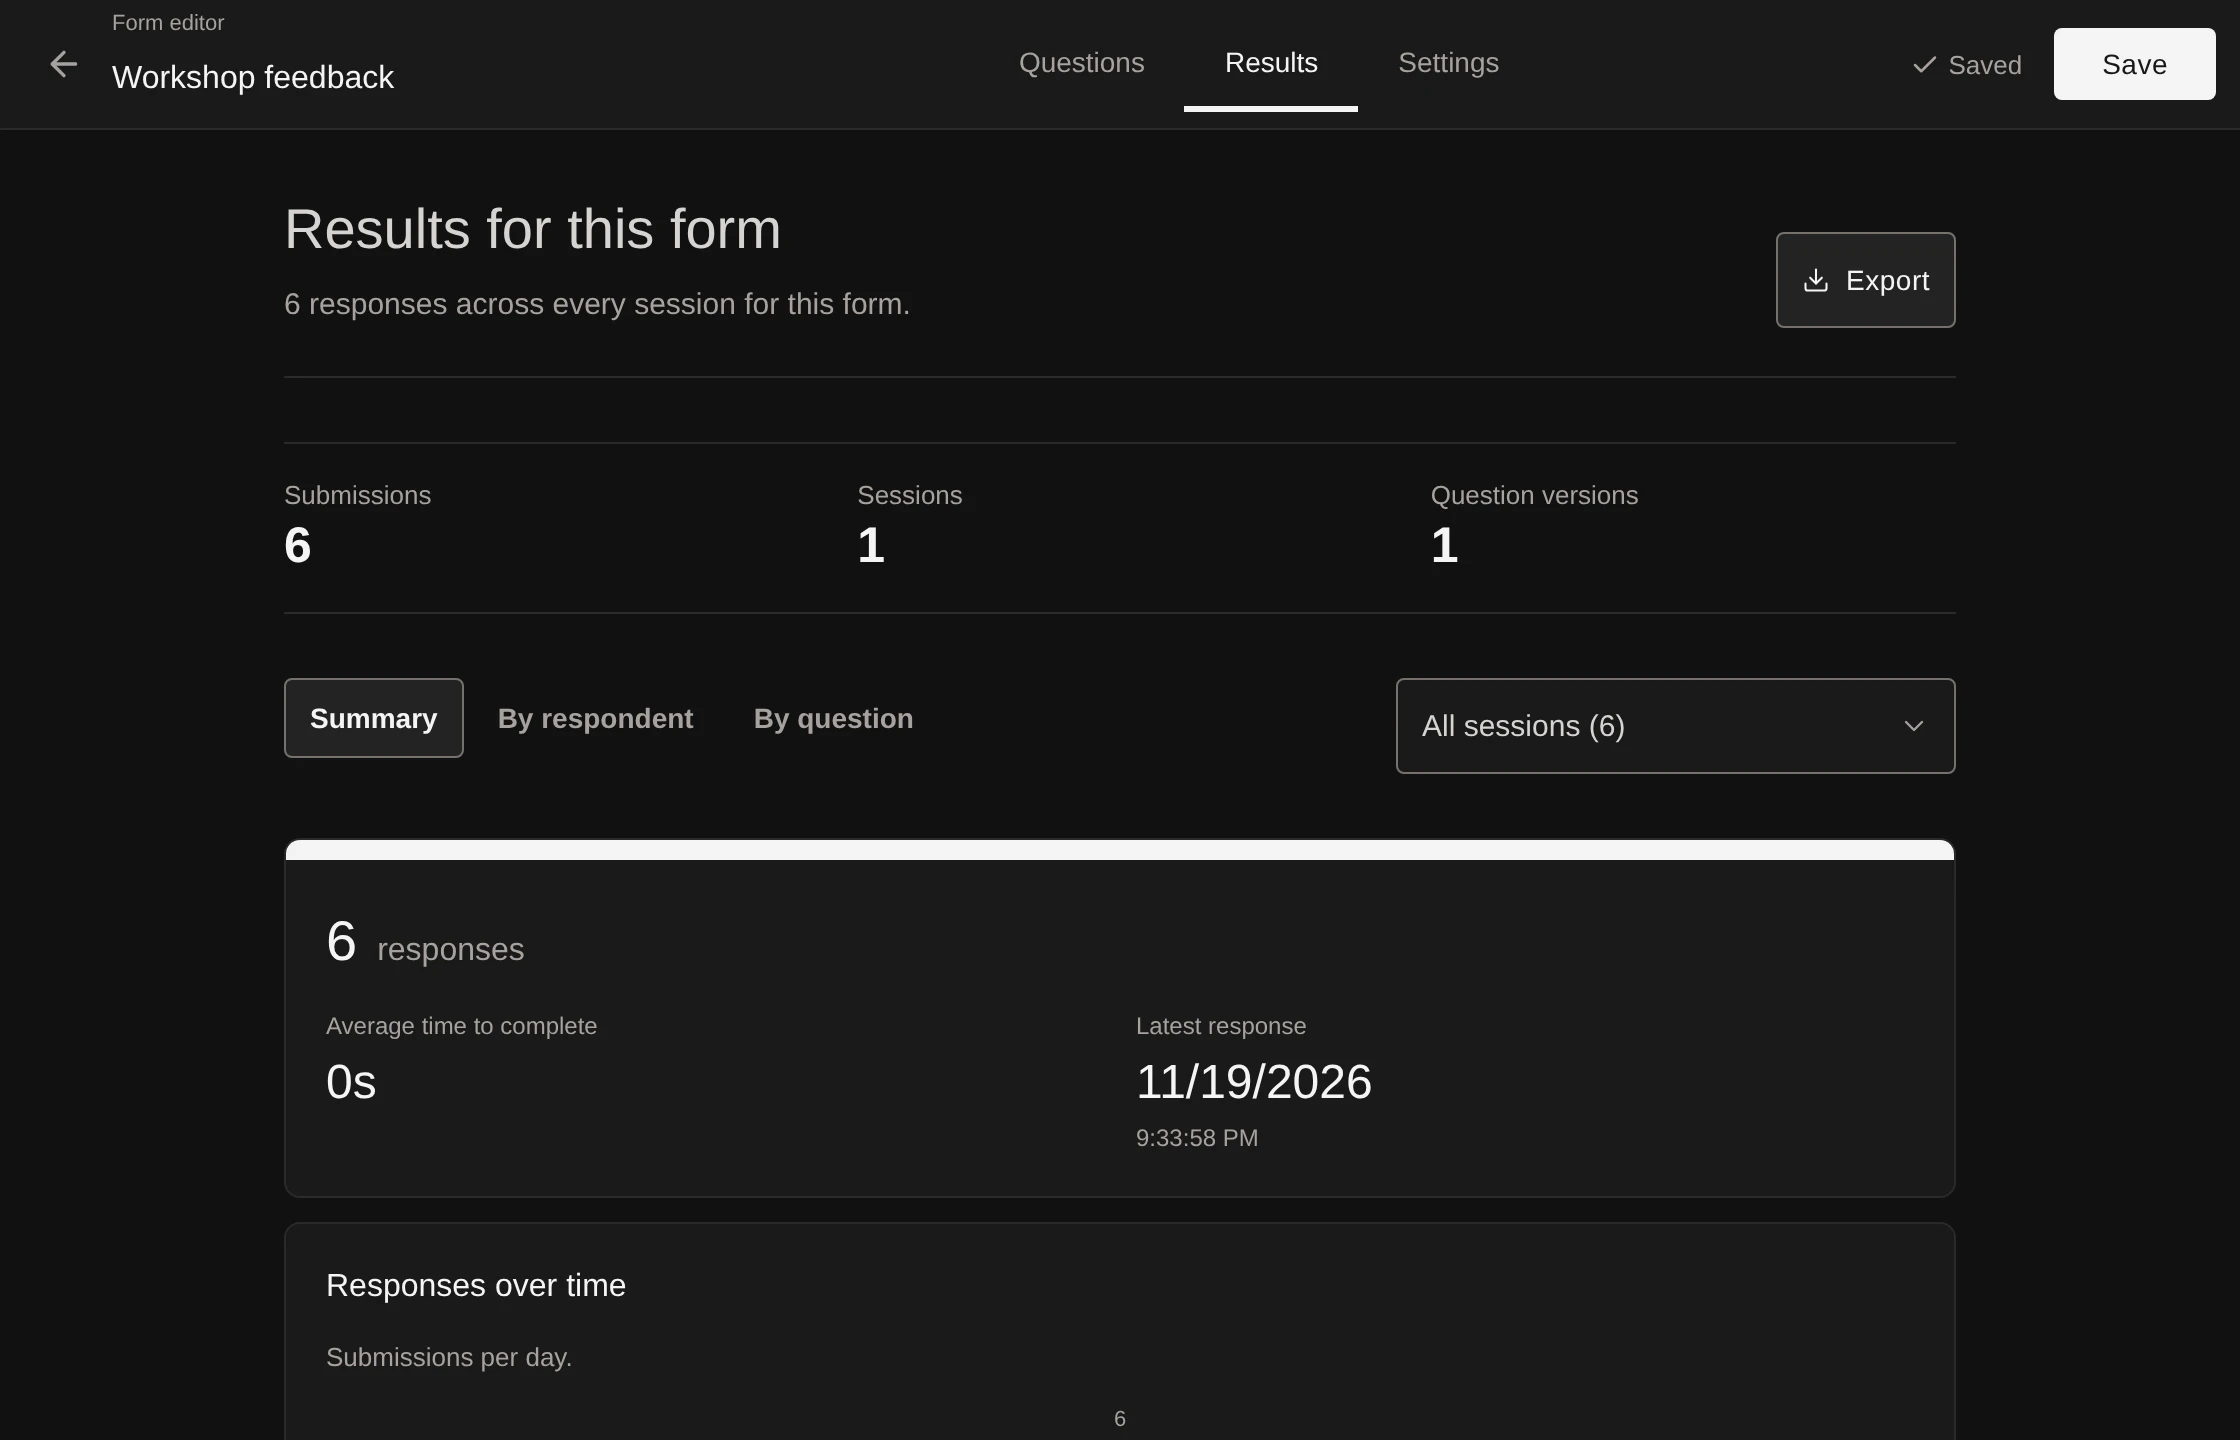 Form editor
Workshop feedback
Questions
Results
Settings
Saved
Save
Results for this form
6 responses across every session for this form.
Export
Submissions
6
Sessions
1
Question versions
1
Summary
By respondent
By question
All sessions (6)
6 responses
Average time to complete
0s
Latest response
11/19/2026
9:33:58 PM
Responses over time
Submissions per day.
6